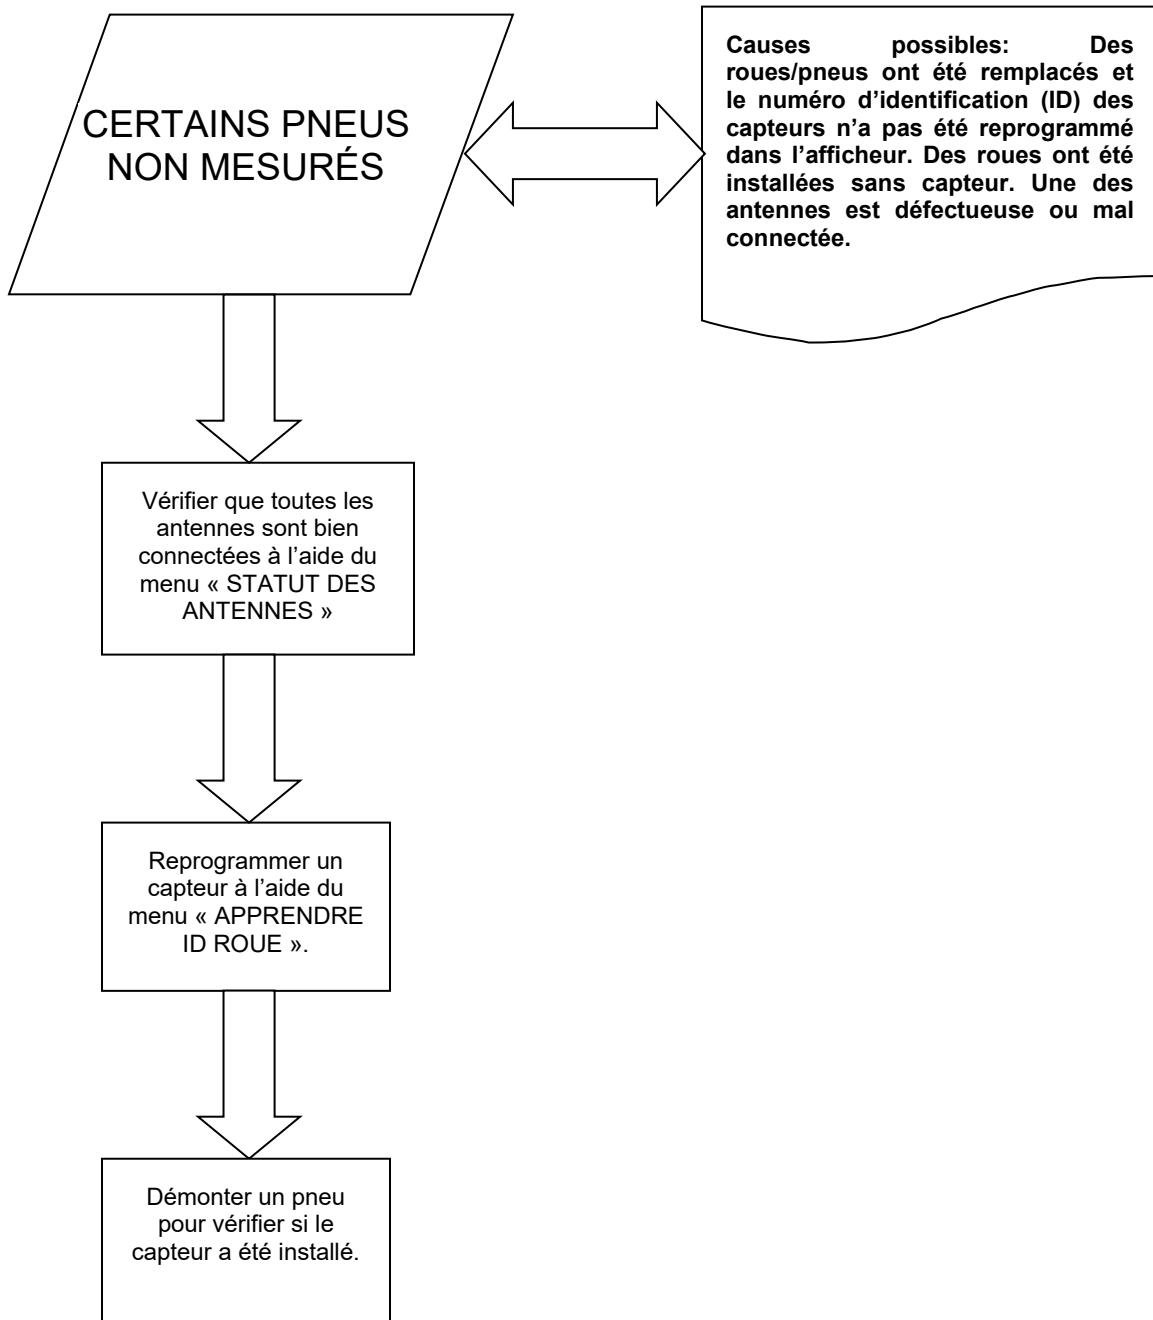 CERTAINS PNEUS
NON MESURÉS
Causes possibles: Des
roues/pneus ont été remplacés et
le numéro d’identification (ID) des
capteurs n’a pas été reprogrammé
dans l’afficheur. Des roues ont été
installées sans capteur. Une des
antennes est défectueuse ou mal
connectée.
Vérifier que toutes les
antennes sont bien
connectées à l’aide du
menu « STATUT DES
ANTENNES »
Reprogrammer un
capteur à l’aide du
menu « APPRENDRE
ID ROUE ».
Démonter un pneu
pour vérifier si le
capteur a été installé.